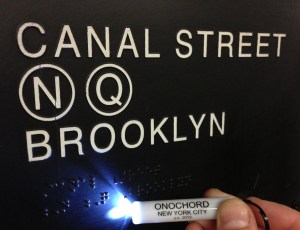 CANAL STREET
N Q
BROOKLYN
ONOCHORD
NEW YORK CITY